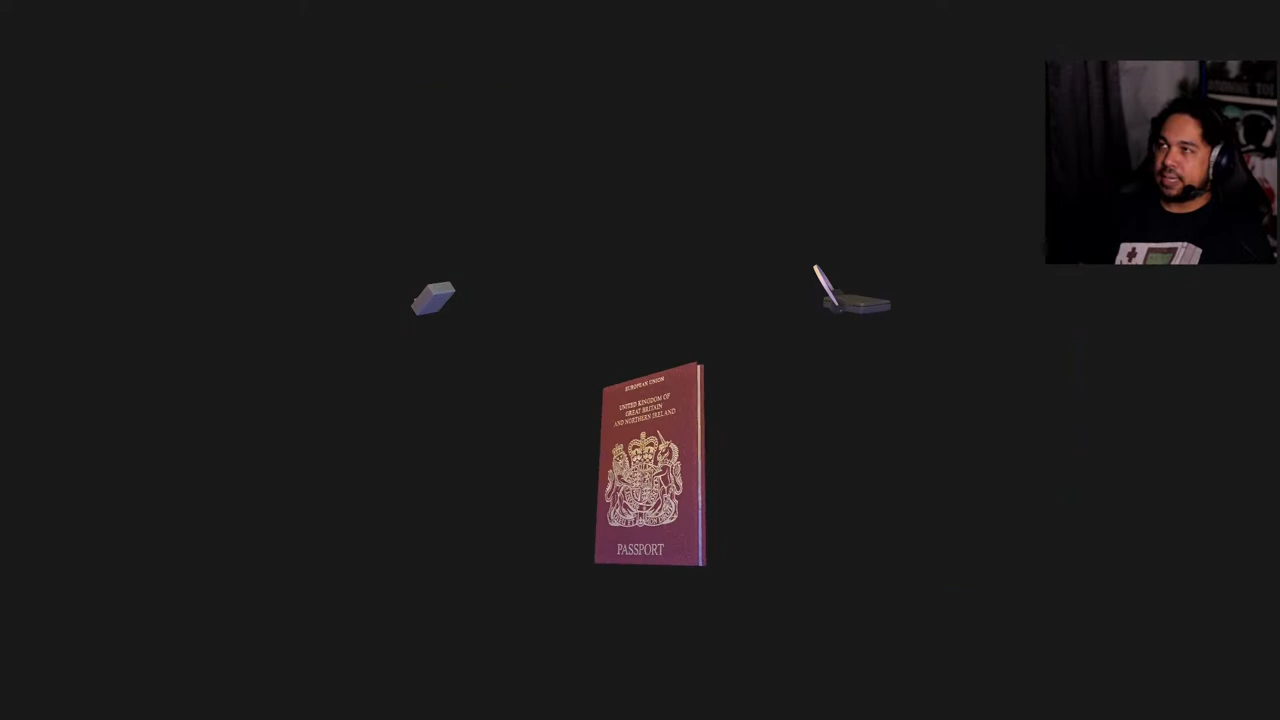 EUROPEAN UNION
UNITED KINGDOM OF
GREAT BRITAIN
AND NORTHERN IRELAND
PASSPORT